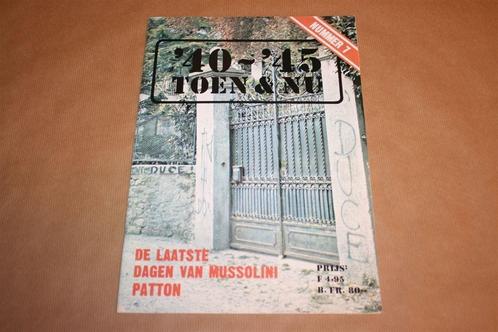 NUMMER 7
'40-'45
TOEN & NU
DUCE!
DUCE
DE LAATSTE
DAGEN VAN MUSSOLINI
PATTON
PRIJS:
F 4.95
B. FR. 80,-